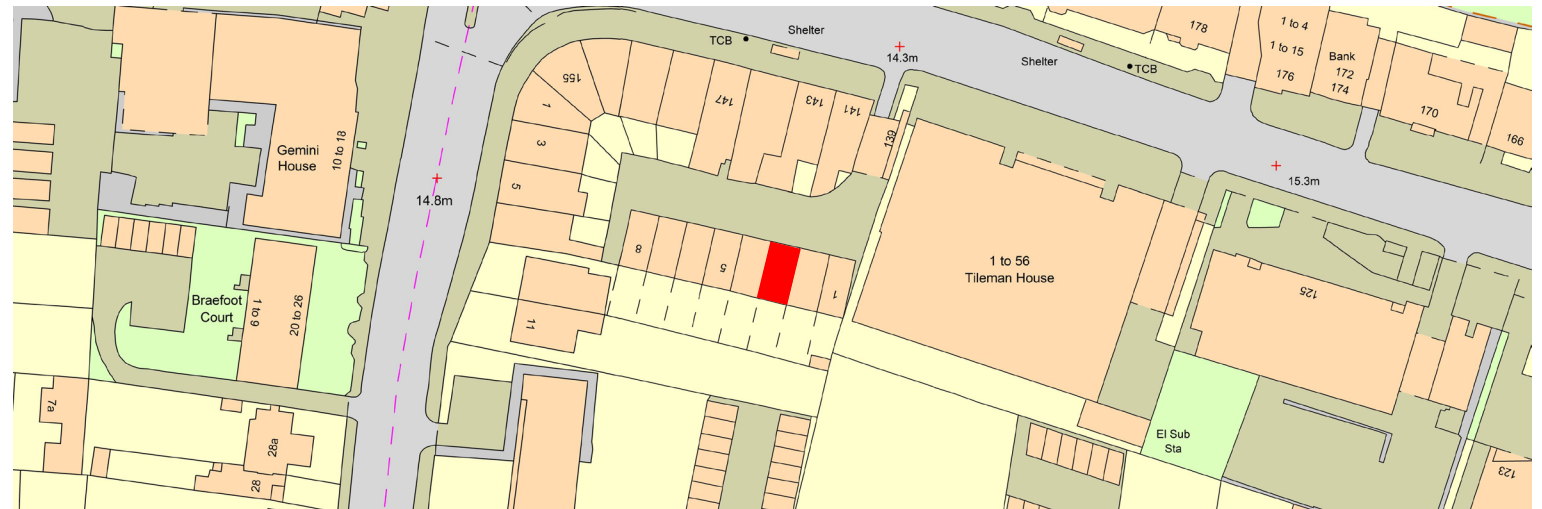 TCB
Shelter
14.3m
Shelter
TCB
178
1 to 4
1 to 15
176
Bank
172
174
170
166
155
1
3
5
147
143
141
139
Gemini
House
10 to 18
14.8m
15.3m
8
5
1
1 to 56
Tileman House
125
Braefoot
Court
1 to 9
20 to 26
11
7a
28a
28
El Sub
Sta
123